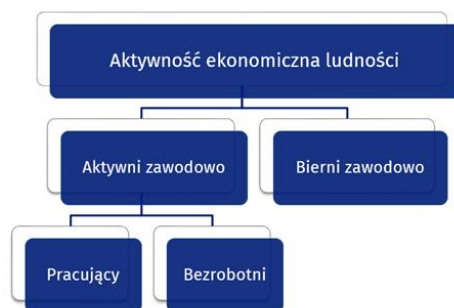 Aktywność ekonomiczna ludności
Aktywni zawodowo
Bierni zawodowo
Pracujący
Bezrobotni